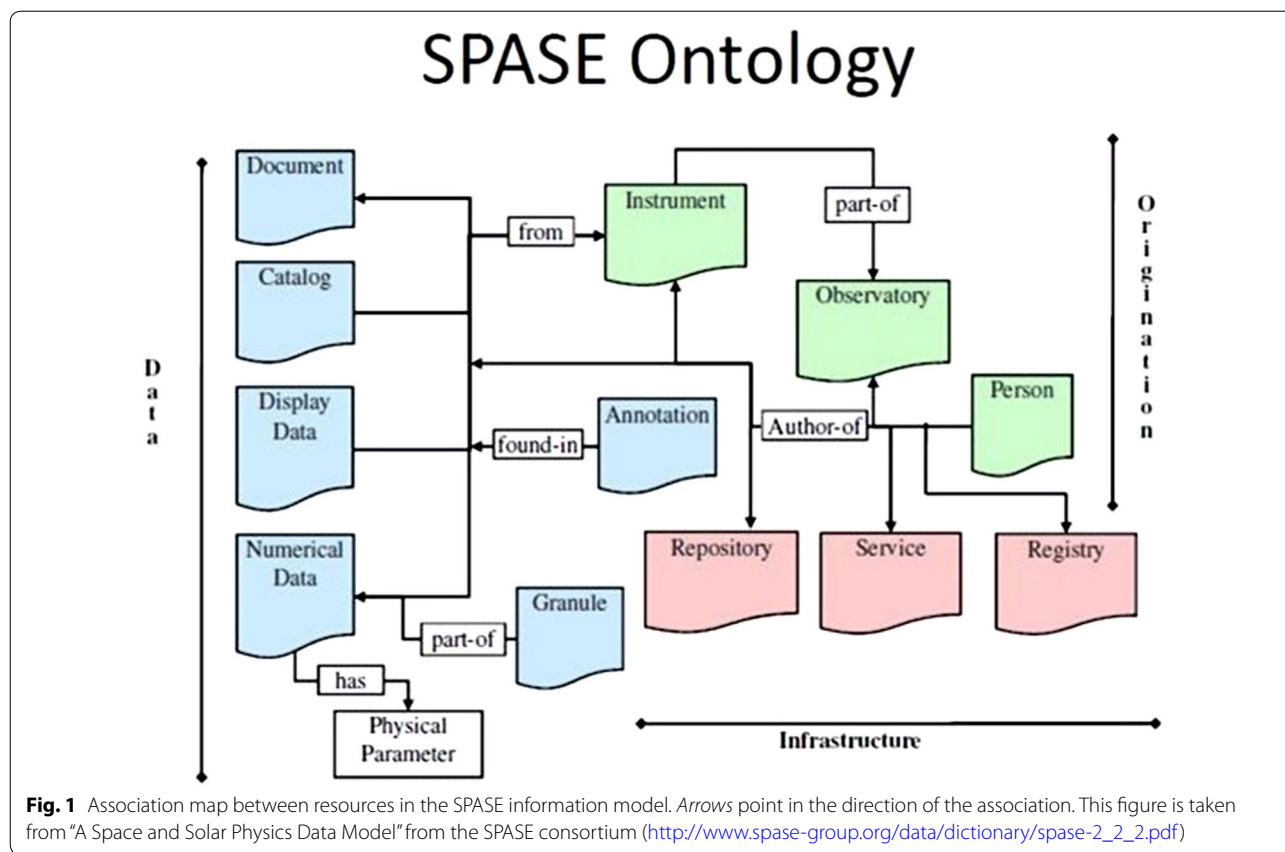 SPASE Ontology
Document
Catalog
Display
Data
Numerical
Data
Data
from
found-in
part-of
has
Physical
Parameter
Instrument
part-of
Observatory
Annotation
Author-of
Person
Granule
Repository
Service
Registry
Origination
Infrastructure
Fig. 1 Association map between resources in the SPASE information model. Arrows point in the direction of the association. This figure is taken
from “A Space and Solar Physics Data Model” from the SPASE consortium (http://www.spase-group.org/data/dictionary/spase-2_2_2.pdf)